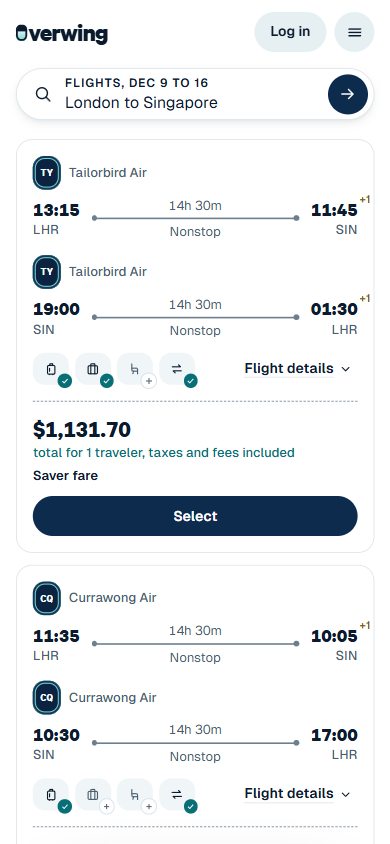 Overwing
Log in
FLIGHTS, DEC 9 TO 16
London to Singapore
TY Tailorbird Air
13:15 14h 30m 11:45 +1
LHR Nonstop SIN
TY Tailorbird Air
19:00 14h 30m 01:30 +1
SIN Nonstop LHR
Flight details
$1,131.70
total for 1 traveler, taxes and fees included
Saver fare
Select
CQ Currawong Air
11:35 14h 30m 10:05 +1
LHR Nonstop SIN
CQ Currawong Air
10:30 14h 30m 17:00
SIN Nonstop LHR
Flight details